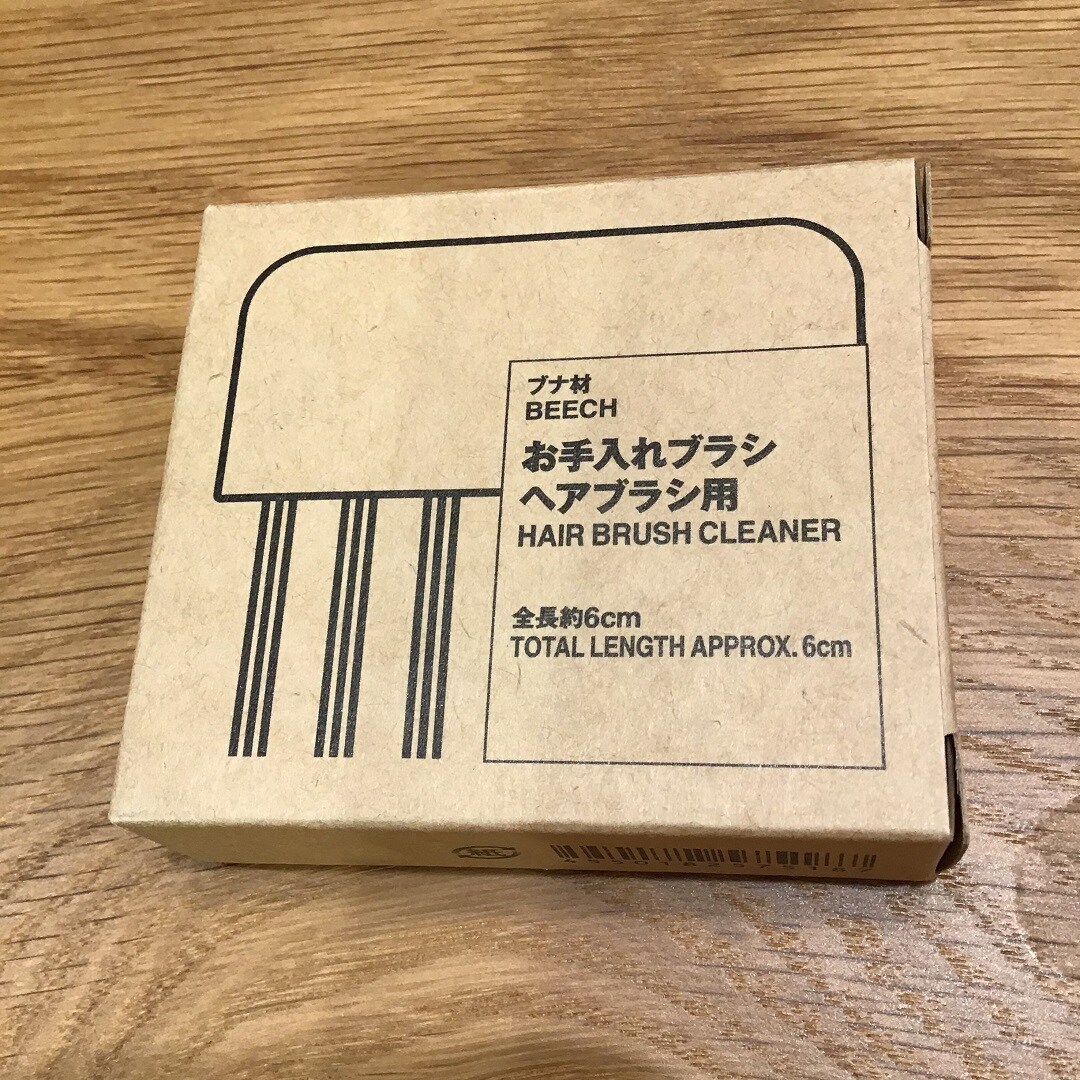 ブナ材
BEECH
お手入れブラシ
ヘアブラシ用
HAIR BRUSH CLEANER
全長約6cm
TOTAL LENGTH APPROX. 6cm
紙